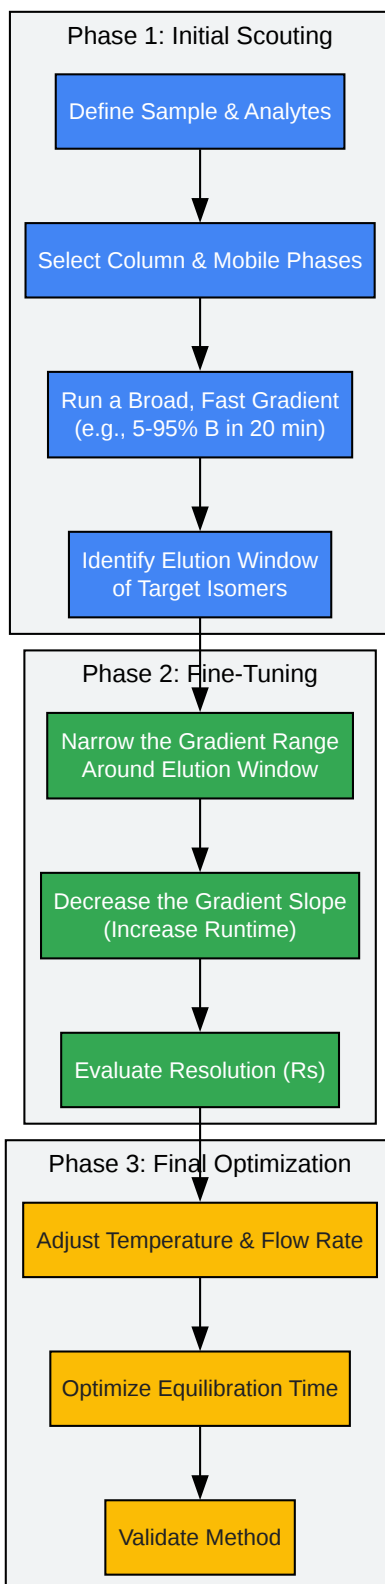 Phase 1: Initial Scouting
Define Sample & Analytes
Select Column & Mobile Phases
Run a Broad, Fast Gradient
(e.g., 5-95% B in 20 min)
Identify Elution Window
of Target Isomers
Phase 2: Fine-Tuning
Narrow the Gradient Range
Around Elution Window
Decrease the Gradient Slope
(Increase Runtime)
Evaluate Resolution (Rs)
Phase 3: Final Optimization
Adjust Temperature & Flow Rate
Optimize Equilibration Time
Validate Method